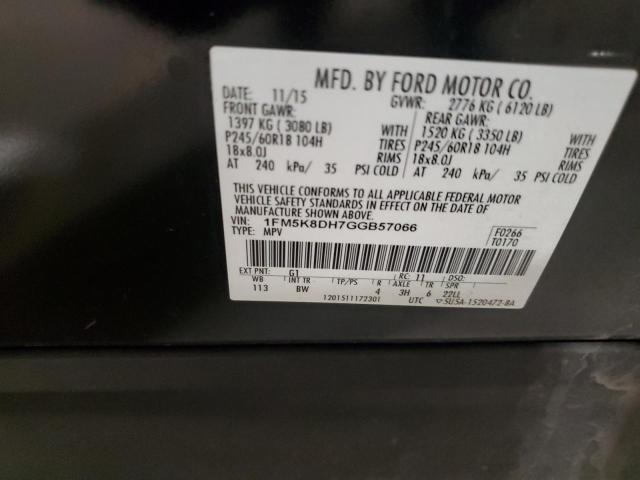 MFD. BY FORD MOTOR CO.
DATE: 11/15 GVWR: 2776 KG ( 6120 LB)
FRONT GAWR: REAR GAWR:
1397 KG ( 3080 LB) WITH 1520 KG ( 3350 LB) WITH
P245/60R18 104H TIRES P245/60R18 104H TIRES
18x8.0J RIMS 18x8.0J RIMS
AT 240 kPa/ 35 PSI COLD AT 240 kPa/ 35 PSI COLD
THIS VEHICLE CONFORMS TO ALL APPLICABLE FEDERAL MOTOR
VEHICLE SAFETY STANDARDS IN EFFECT ON THE DATE OF
MANUFACTURE SHOWN ABOVE.
VIN: 1FM5K8DH7GGB57066 F0266
TYPE: MPV T0170
EXT PNT: G1 RC: 11 DSO:
WB INT TR TP/PS R AXLE TR SPR
113 BW 4 3H 6 22LL
1201511172301 UTC ▽5U5A-1520472-BA